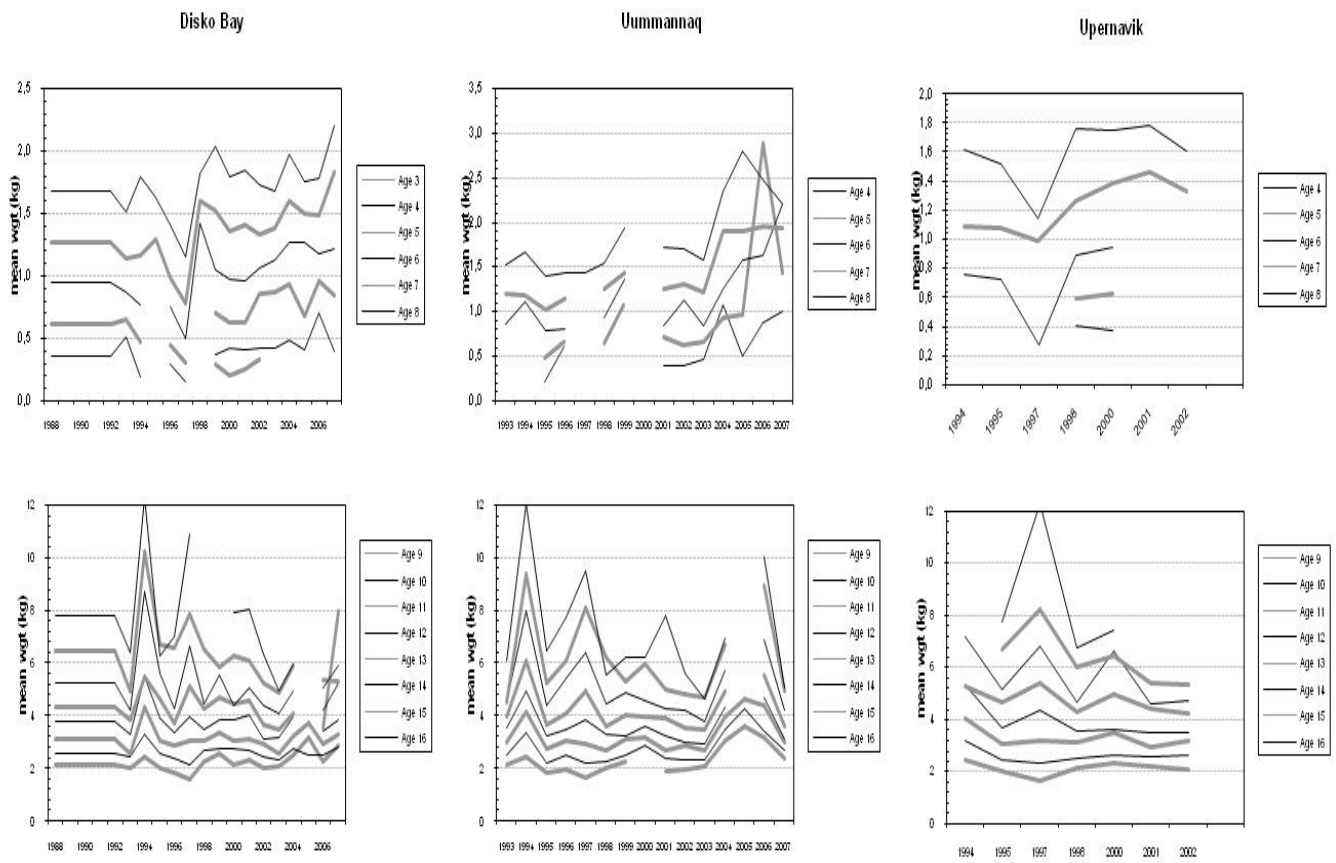 Disko Bay
Uummannaq
Upernavik
mean wgt (kg)
2,5
2,0
1,5
1,0
0,5
0,0
1988 1990 1992 1994 1996 1998 2000 2002 2004 2006
Age 3
Age 4
Age 5
Age 6
Age 7
Age 8
mean wgt (kg)
3,5
3,0
2,5
2,0
1,5
1,0
0,5
0,0
1993 1994 1995 1996 1997 1998 1999 2000 2001 2002 2003 2004 2005 2006 2007
Age 4
Age 5
Age 6
Age 7
Age 8
mean wgt (kg)
2,0
1,8
1,6
1,4
1,2
1,0
0,8
0,6
0,4
0,2
0,0
1994 1995 1997 1998 2000 2001 2002
Age 4
Age 5
Age 6
Age 7
Age 8
mean wgt (kg)
12
10
8
6
4
2
0
1988 1990 1992 1994 1996 1998 2000 2002 2004 2006
Age 9
Age 10
Age 11
Age 12
Age 13
Age 14
Age 15
Age 16
mean wgt (kg)
12
10
8
6
4
2
0
1993 1994 1995 1996 1997 1998 1999 2000 2001 2002 2003 2004 2005 2006 2007
Age 9
Age 10
Age 11
Age 12
Age 13
Age 14
Age 15
Age 16
mean wgt (kg)
12
10
8
6
4
2
0
1994 1995 1997 1998 2000 2001 2002
Age 9
Age 10
Age 11
Age 12
Age 13
Age 14
Age 15
Age 16